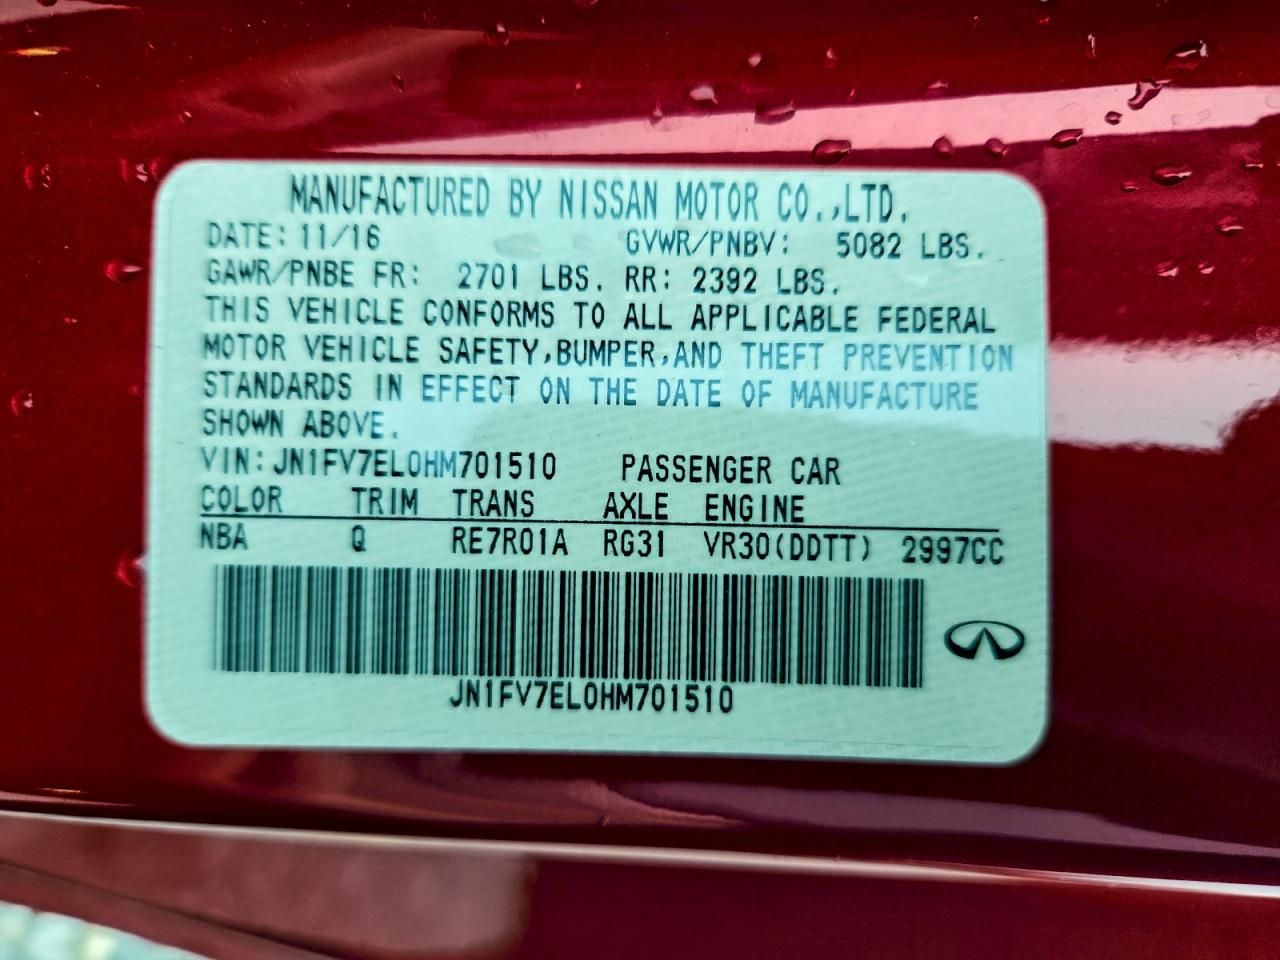 MANUFACTURED BY NISSAN MOTOR CO.,LTD.
DATE: 11/16 GVWR/PNBV: 5082 LBS.
GAWR/PNBE FR: 2701 LBS. RR: 2392 LBS.
THIS VEHICLE CONFORMS TO ALL APPLICABLE FEDERAL
MOTOR VEHICLE SAFETY,BUMPER,AND THEFT PREVENTION
STANDARDS IN EFFECT ON THE DATE OF MANUFACTURE
SHOWN ABOVE.
VIN: JN1FV7EL0HM701510 PASSENGER CAR
COLOR TRIM TRANS AXLE ENGINE
NBA Q RE7R01A RG31 VR30(DDTT) 2997CC
JN1FV7EL0HM701510